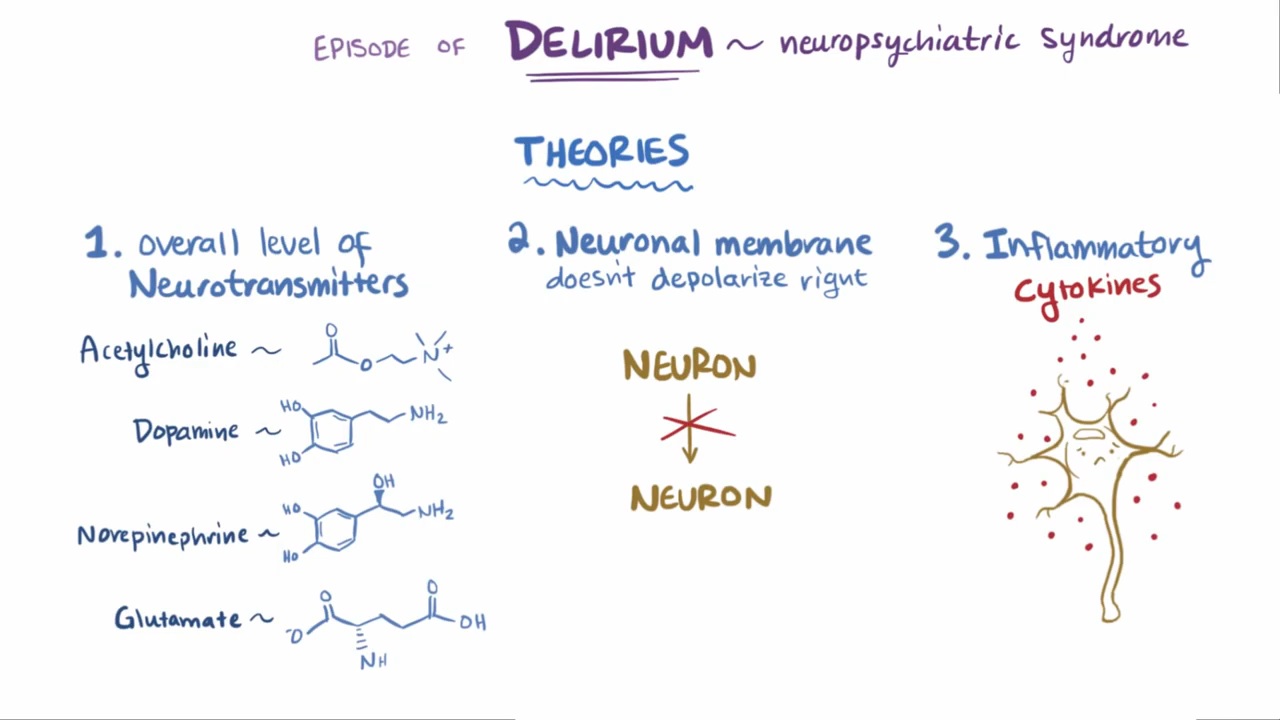 EPISODE OF DELIRIUM ~ neuropsychiatric syndrome
THEORIES
1. overall level of
Neurotransmitters
Acetylcholine ~
O
O
N+
Dopamine ~
HO
HO
NH2
Norepinephrine ~
OH
HO
HO
NH2
Glutamate ~
O
-O
NH
O
OH
2. Neuronal membrane
doesn't depolarize right
NEURON
NEURON
3. Inflammatory
Cytokines